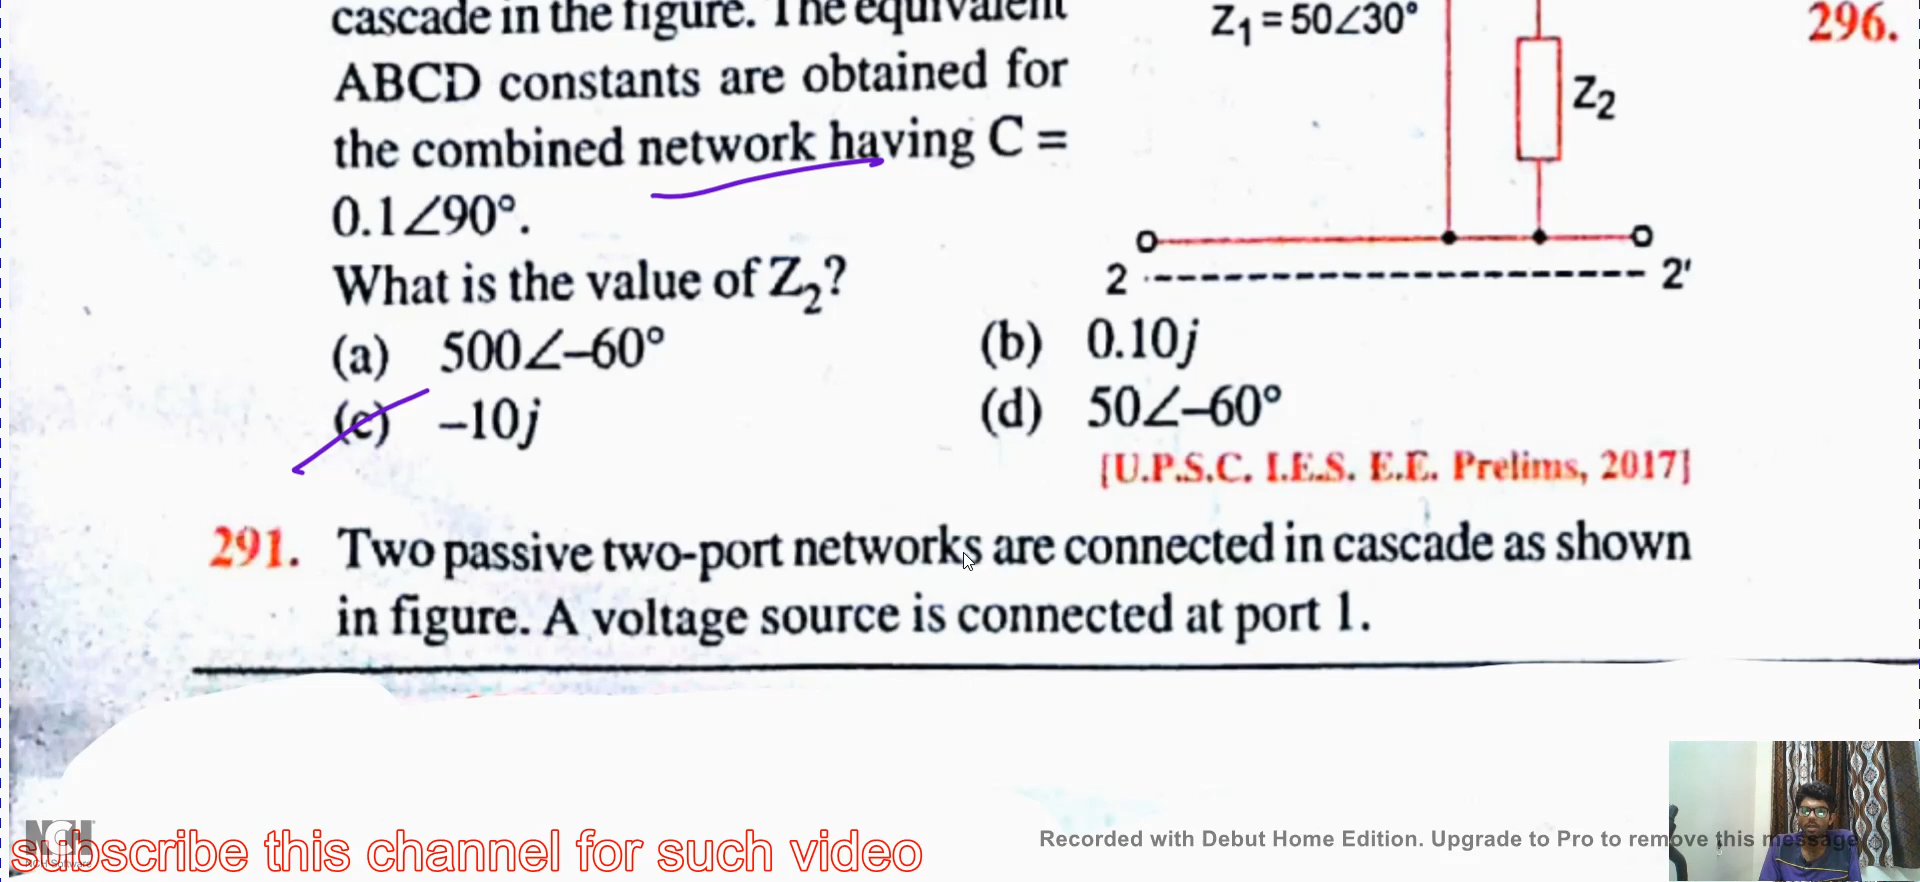 cascade in the figure. The equivalent
ABCD constants are obtained for
the combined network having C =
0.1∠90°.
What is the value of Z₂?
(a) 500∠–60°
(b) 0.10j
(c) –10j
(d) 50∠–60°
[U.P.S.C. I.E.S. E.E. Prelims, 2017]
Z₁ = 50∠30°
Z₂
2
2'
296.
291. Two passive two-port networks are connected in cascade as shown
in figure. A voltage source is connected at port 1.
subscribe this channel for such video
NCH
NCH Software
Recorded with Debut Home Edition. Upgrade to Pro to remove this message